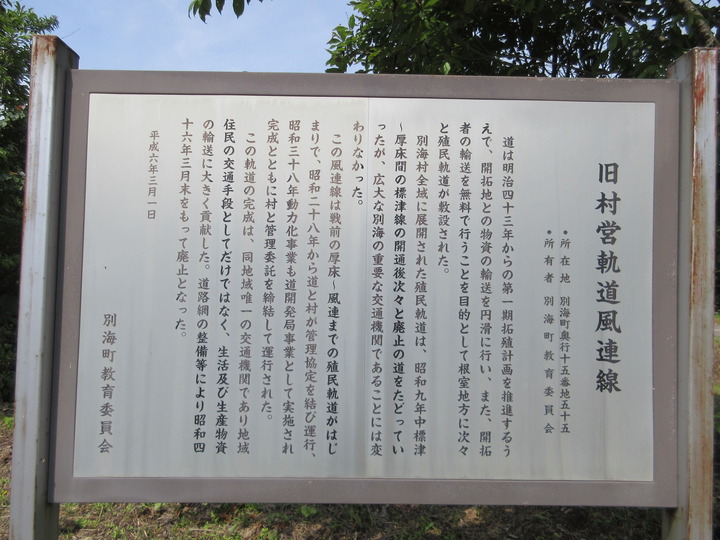 旧村営軌道風連線
・所在地 別海町奥行十五番地五十五
・所有者 別海町教育委員会
道は明治四十三年からの第一期拓殖計画を推進するう
えで、開拓地との物資の輸送を円滑に行い、また、開拓
者の輸送を無料で行うことを目的として根室地方に次々
と殖民軌道が敷設された。
別海村全域に展開された殖民軌道は、昭和九年中標津
～厚床間の標津線の開通後次々と廃止の道をたどってい
ったが、広大な別海の重要な交通機関であることには変
わりなかった。
この風連線は戦前の厚床～風連までの殖民軌道がはじ
まりで、昭和二十八年から道と村が管理協定を結び運行、
昭和三十八年動力化事業も道開発局事業として実施され
完成とともに村と管理委託を締結して運行された。
この軌道の完成は、同地域唯一の交通機関であり地域
住民の交通手段としてだけではなく、生活及び生産物資
の輸送に大きく貢献した。道路網の整備等により昭和四
十六年三月末をもって廃止となった。
平成六年三月一日
別海町教育委員会